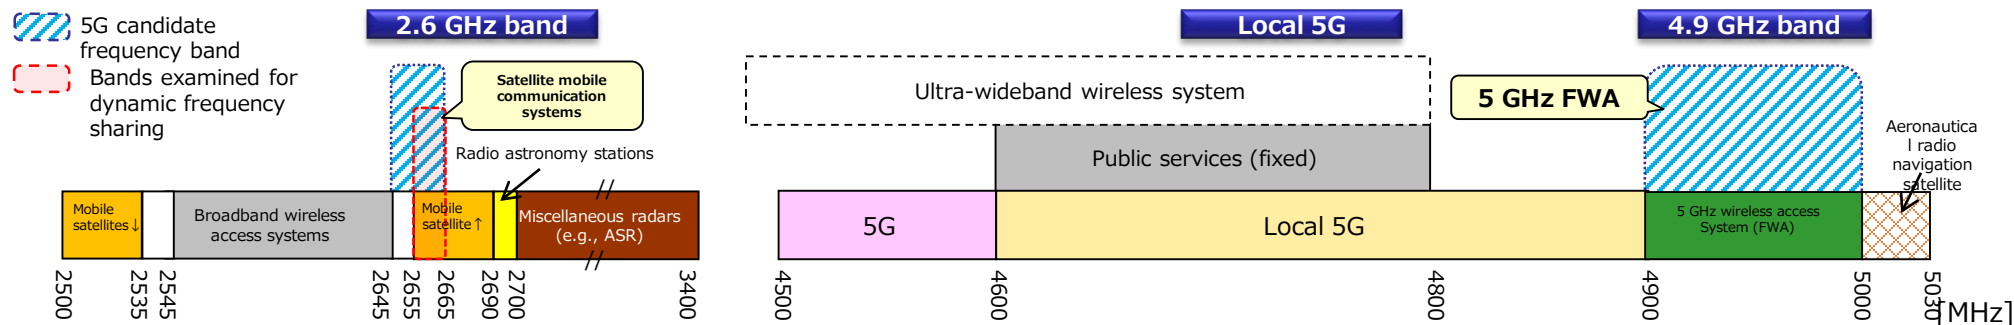 5G candidate
frequency band
Bands examined for
dynamic frequency
sharing
2.6 GHz band
Satellite mobile
communication
systems
Radio astronomy stations
Mobile
satellites↓
Broadband wireless
access systems
Mobile
satellite↑
Miscellaneous radars
(e.g., ASR)
2500
2535
2545
2645
2655
2665
2690
2700
3400
Local 5G
Ultra-wideband wireless system
Public services (fixed)
5G
Local 5G
4.9 GHz band
5 GHz FWA
5 GHz wireless access
System (FWA)
Aeronautica
l radio
navigation
satellite
4500
4600
4800
4900
5000
5030
[MHz]